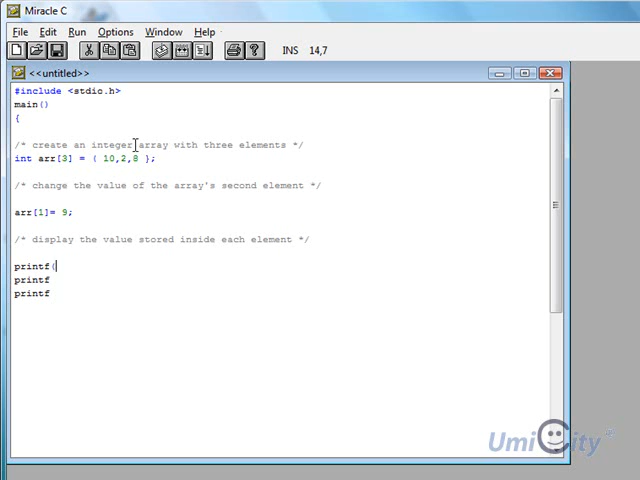 Miracle C
File Edit Run Options Window Help
INS 14,7
<<untitled>>
#include <stdio.h>
main()
{
/* create an integer array with three elements */
int arr[3] = { 10,2,8 };
/* change the value of the array's second element */
arr[1]= 9;
/* display the value stored inside each element */
printf(
printf
printf
UmiCity